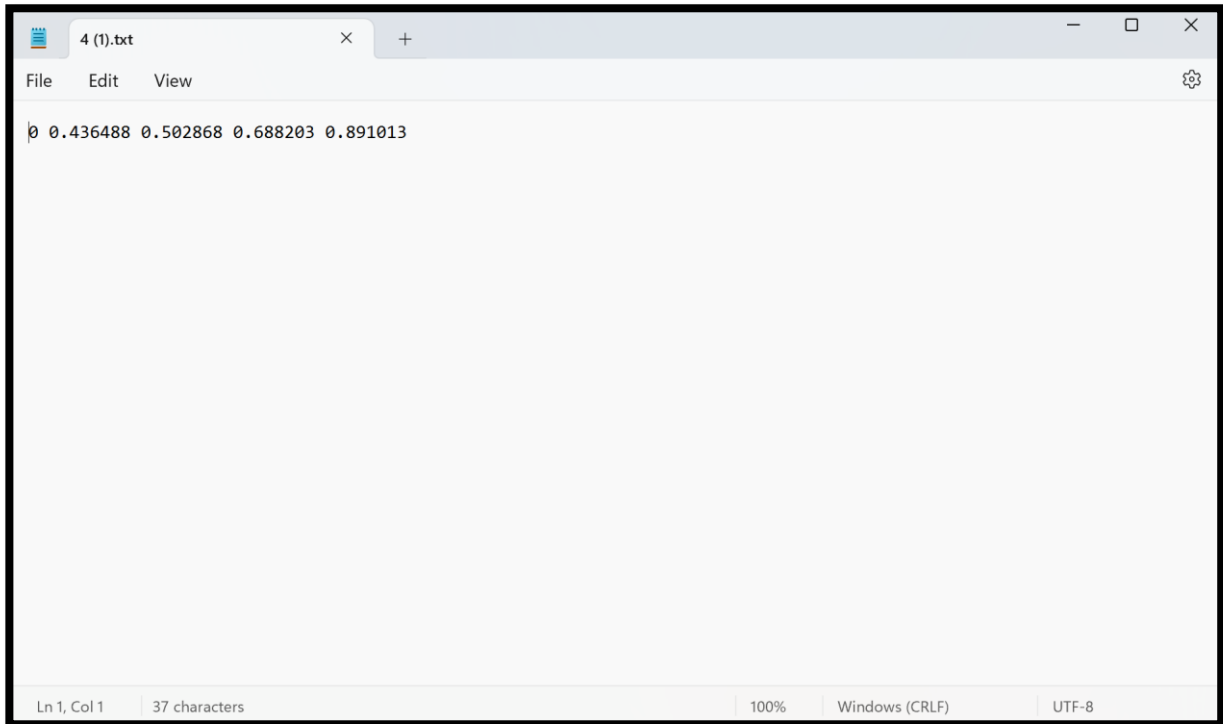 4 (1).txt
File Edit View
0 0.436488 0.502868 0.688203 0.891013
Ln 1, Col 1 37 characters 100% Windows (CRLF) UTF-8